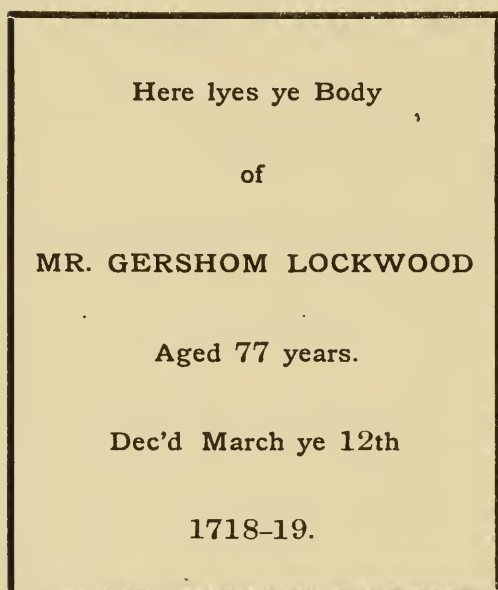 Here lyes ye Body
of
MR. GERSHOM LOCKWOOD
Aged 77 years.
Dec'd March ye 12th
1718–19.